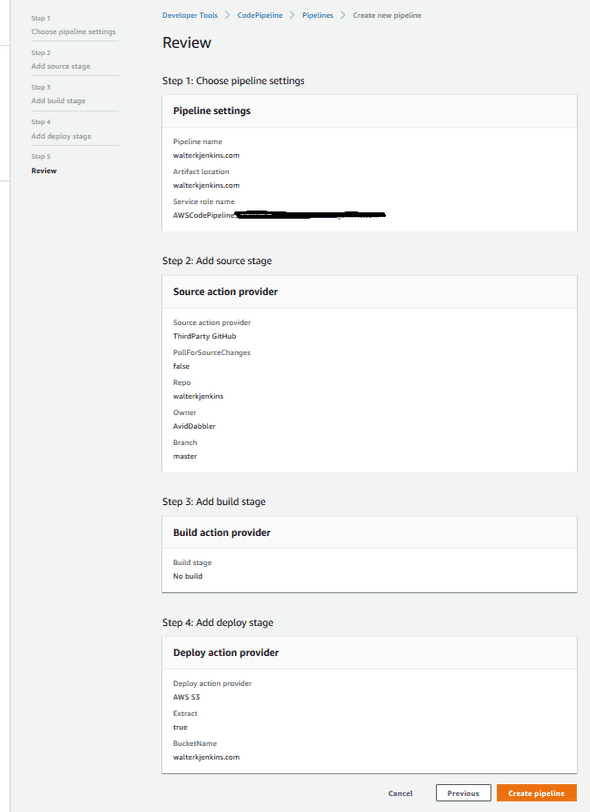 Step 1
Choose pipeline settings
Step 2
Add source stage
Step 3
Add build stage
Step 4
Add deploy stage
Step 5
Review
Developer Tools > CodePipeline > Pipelines > Create new pipeline
Review
Step 1: Choose pipeline settings
Pipeline settings
Pipeline name
walterkjenkins.com
Artifact location
walterkjenkins.com
Service role name
AWSCodePipeline
Step 2: Add source stage
Source action provider
Source action provider
ThirdParty GitHub
PollForSourceChanges
false
Repo
walterkjenkins
Owner
AvidDabbler
Branch
master
Step 3: Add build stage
Build action provider
Build stage
No build
Step 4: Add deploy stage
Deploy action provider
Deploy action provider
AWS S3
Extract
true
BucketName
walterkjenkins.com
Cancel Previous Create pipeline